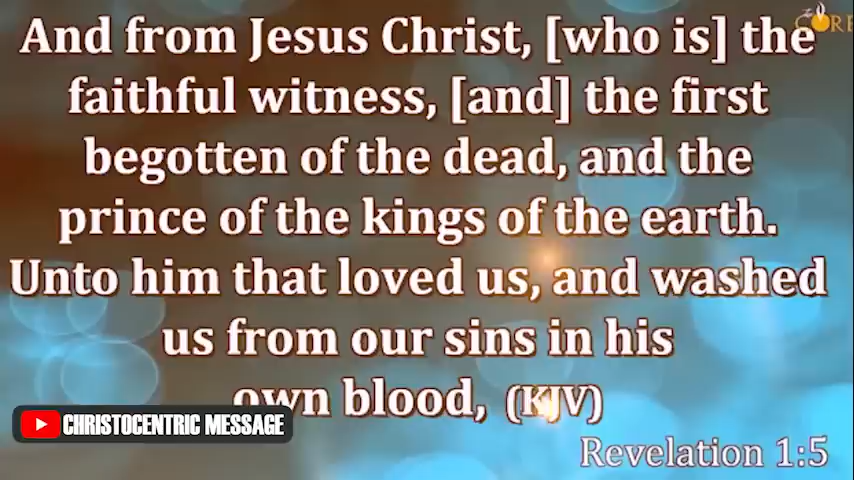 And from Jesus Christ, [who is] the
faithful witness, [and] the first
begotten of the dead, and the
prince of the kings of the earth.
Unto him that loved us, and washed
us from our sins in his
own blood, (KJV)
CHRISTOCENTRIC MESSAGE
Revelation 1:5